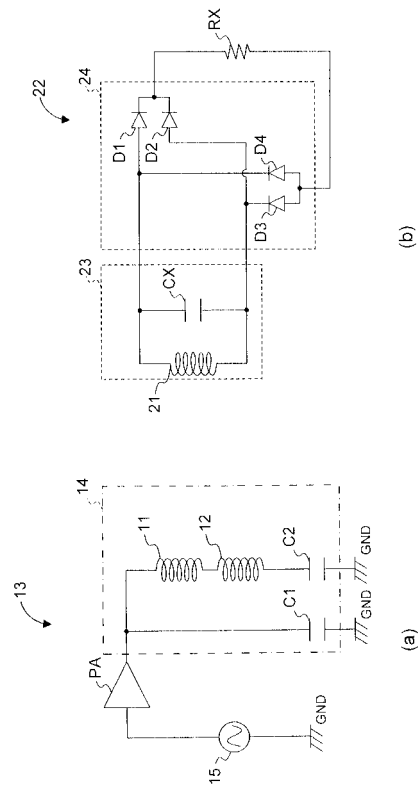 13
14
PA
11
12
C1
C2
GND
GND
15
GND
(a)
22
23
24
21
CX
D1
D2
D3
D4
RX
(b)